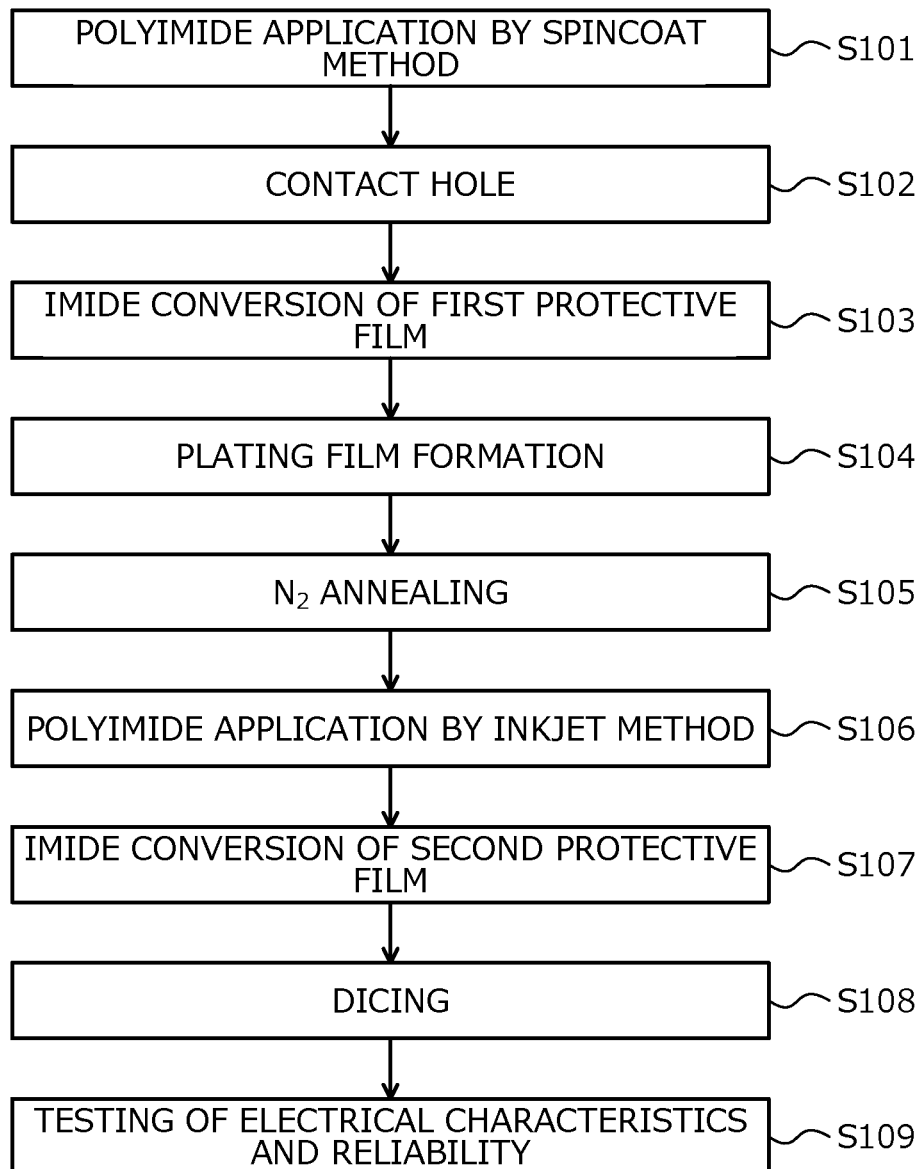 POLYIMIDE APPLICATION BY SPINCOAT
METHOD
S101
CONTACT HOLE
S102
IMIDE CONVERSION OF FIRST PROTECTIVE
FILM
S103
PLATING FILM FORMATION
S104
N₂ ANNEALING
S105
POLYIMIDE APPLICATION BY INKJET METHOD
S106
IMIDE CONVERSION OF SECOND PROTECTIVE
FILM
S107
DICING
S108
TESTING OF ELECTRICAL CHARACTERISTICS
AND RELIABILITY
S109